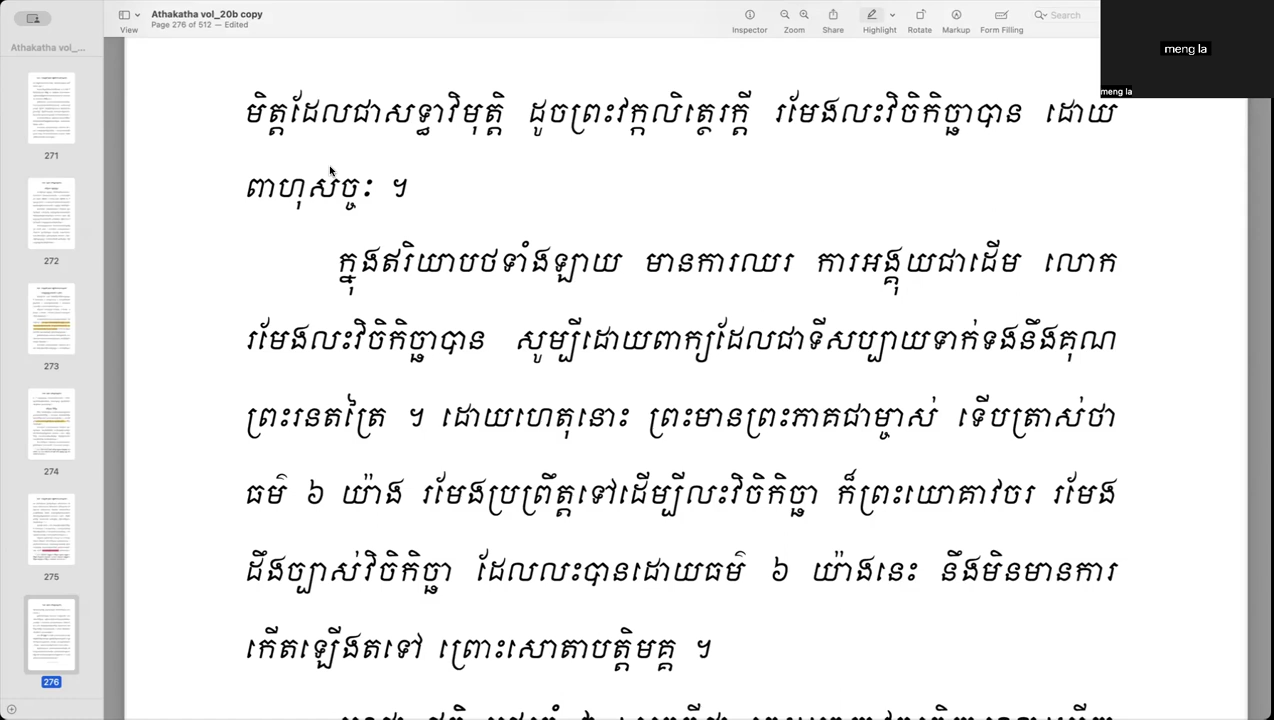 Athakatha vol_20b copy
Page 276 of 512 — Edited
View
Inspector
Zoom
Share
Highlight
Rotate
Markup
Form Filling
Search
meng la
meng la
Athakatha vol_...
271
272
273
274
275
276
មិត្តដែលជាសទ្ធាវិមុត្តិ ដូចព្រះវក្កលិត្ថេរក្តី រមែងលះវិចិកិច្ឆាបាន ដោយ
ពាហុសច្ចៈ ។
ក្នុងឥរិយាបថទាំងឡាយ មានការឈរ ការអង្គុយជាដើម លោក
រមែងលះវិចិកិច្ឆាបាន សូម្បីដោយពាក្យដែលជាទីសប្បាយទាក់ទងនឹងគុណ
ព្រះរនតត្រៃ ។ ដោយហេតុនោះ ព្រះមានព្រះភាគជាម្ចាស់ ទើបត្រាស់ថា
ធម៌ ៦ យ៉ាង រមែងប្រព្រឹត្តទៅដើម្បីលះវិចិកិច្ឆា ក៏ព្រះយោគាវចរ រមែង
ដឹងច្បាស់វិចិកិច្ឆា ដែលលះបានដោយធម៌ ៦ យ៉ាងនេះ នឹងមិនមានការ
កើតឡើងតទៅ ព្រោះសោតាបត្តិមគ្គ ។